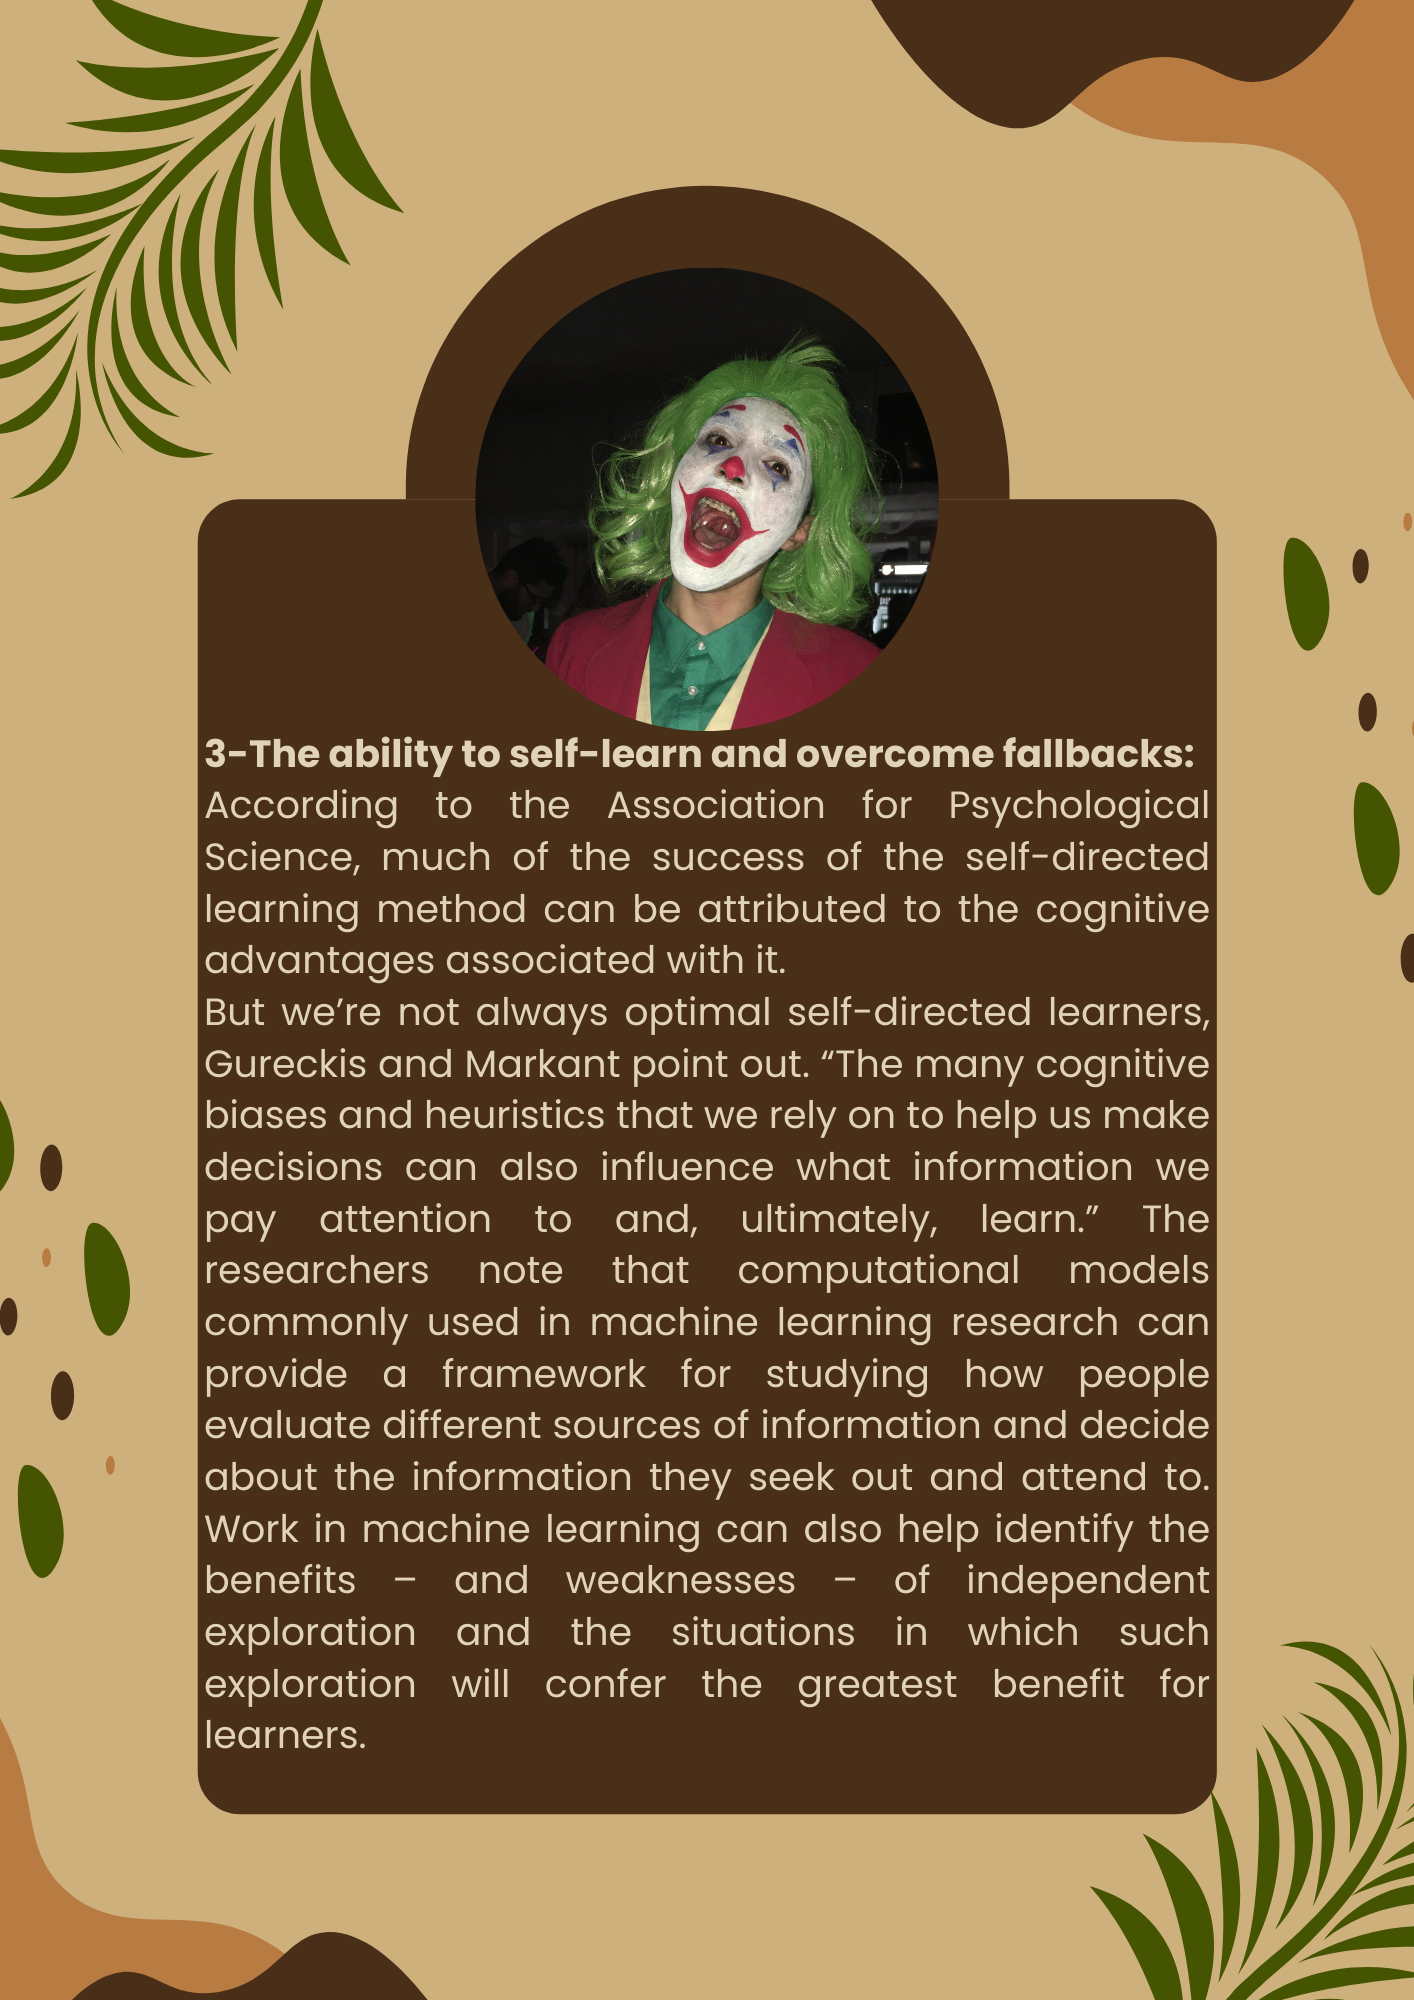 3-The ability to self-learn and overcome fallbacks:
According to the Association for Psychological
Science, much of the success of the self-directed
learning method can be attributed to the cognitive
advantages associated with it.
But we’re not always optimal self-directed learners,
Gureckis and Markant point out. “The many cognitive
biases and heuristics that we rely on to help us make
decisions can also influence what information we
pay attention to and, ultimately, learn.” The
researchers note that computational models
commonly used in machine learning research can
provide a framework for studying how people
evaluate different sources of information and decide
about the information they seek out and attend to.
Work in machine learning can also help identify the
benefits – and weaknesses – of independent
exploration and the situations in which such
exploration will confer the greatest benefit for
learners.